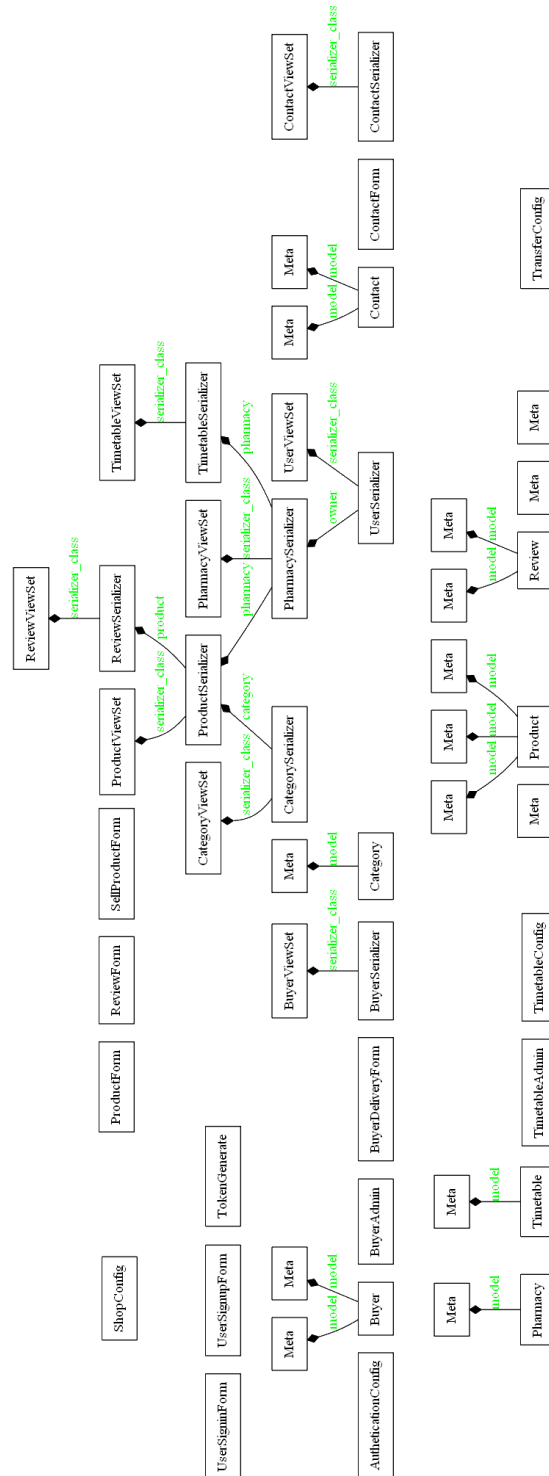 ReviewViewSet
serializer_class
ShopConfig
ProductForm
ReviewForm
SellProductForm
ProductViewSet
ReviewSerializer
TimetableViewSet
serializer_class
product
serializer_class
UserSigninForm
UserSignupForm
TokenGenerate
CategoryViewSet
ProductSerializer
PharmacyViewSet
TimetableSerializer
serializer_class
category
pharmacy
serializer_class
pharmacy
Meta
Meta
BuyerViewSet
Meta
CategorySerializer
PharmacySerializer
UserViewSet
Meta
Meta
ContactViewSet
model
model
serializer_class
model
owner
serializer_class
model
model
serializer_class
AutheticationConfig
Buyer
BuyerAdmin
BuyerDeliveryForm
BuyerSerializer
Category
UserSerializer
Contact
ContactForm
ContactSerializer
Meta
Meta
Meta
Meta
Meta
Meta
Meta
model
model
model
model
model
model
model
Pharmacy
Timetable
TimetableAdmin
TimetableConfig
Meta
Product
Review
Meta
Meta
TransferConfig